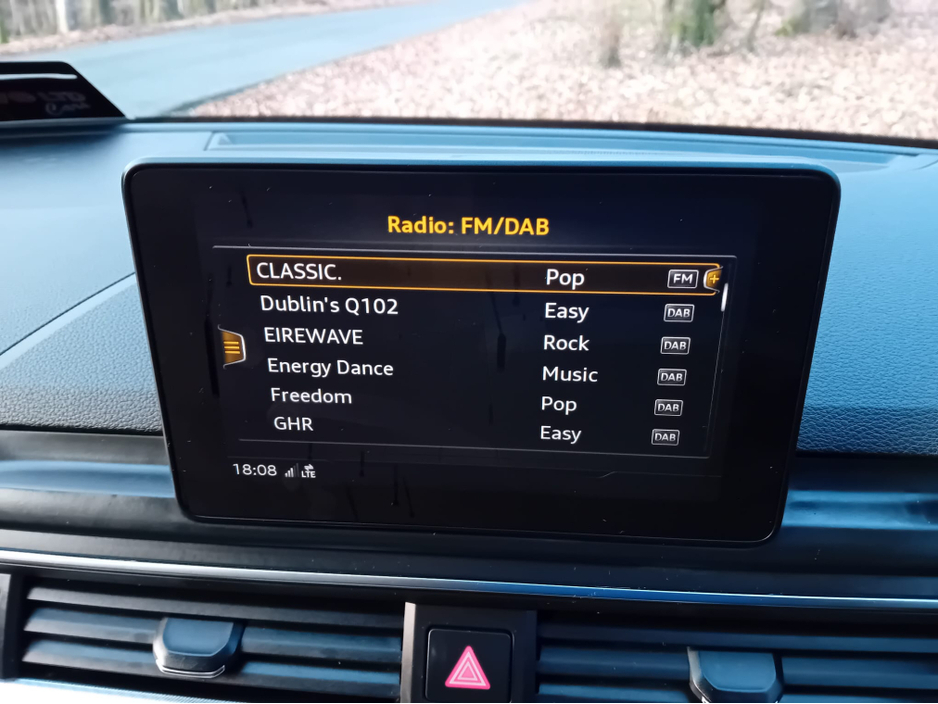 Radio: FM/DAB
CLASSIC. Pop FM
Dublin's Q102 Easy DAB
EIREWAVE Rock DAB
Energy Dance Music DAB
Freedom Pop DAB
GHR Easy DAB
18:08 LTE